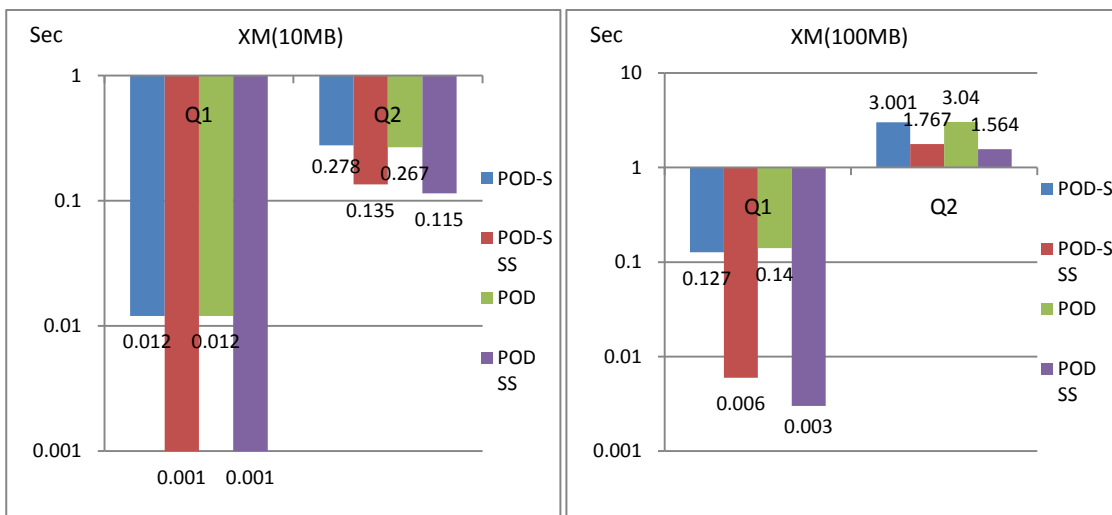 Sec
XM(10MB)
1
0.1
0.01
0.001
Q1
Q2
0.278
0.135
0.267
0.115
0.012
0.012
0.001
0.001
POD-S
POD-S
SS
POD
POD
SS
Sec
XM(100MB)
10
1
0.1
0.01
0.001
3.001
1.767
3.04
1.564
Q1
Q2
0.127
0.14
0.006
0.003
POD-S
POD-S
SS
POD
POD
SS